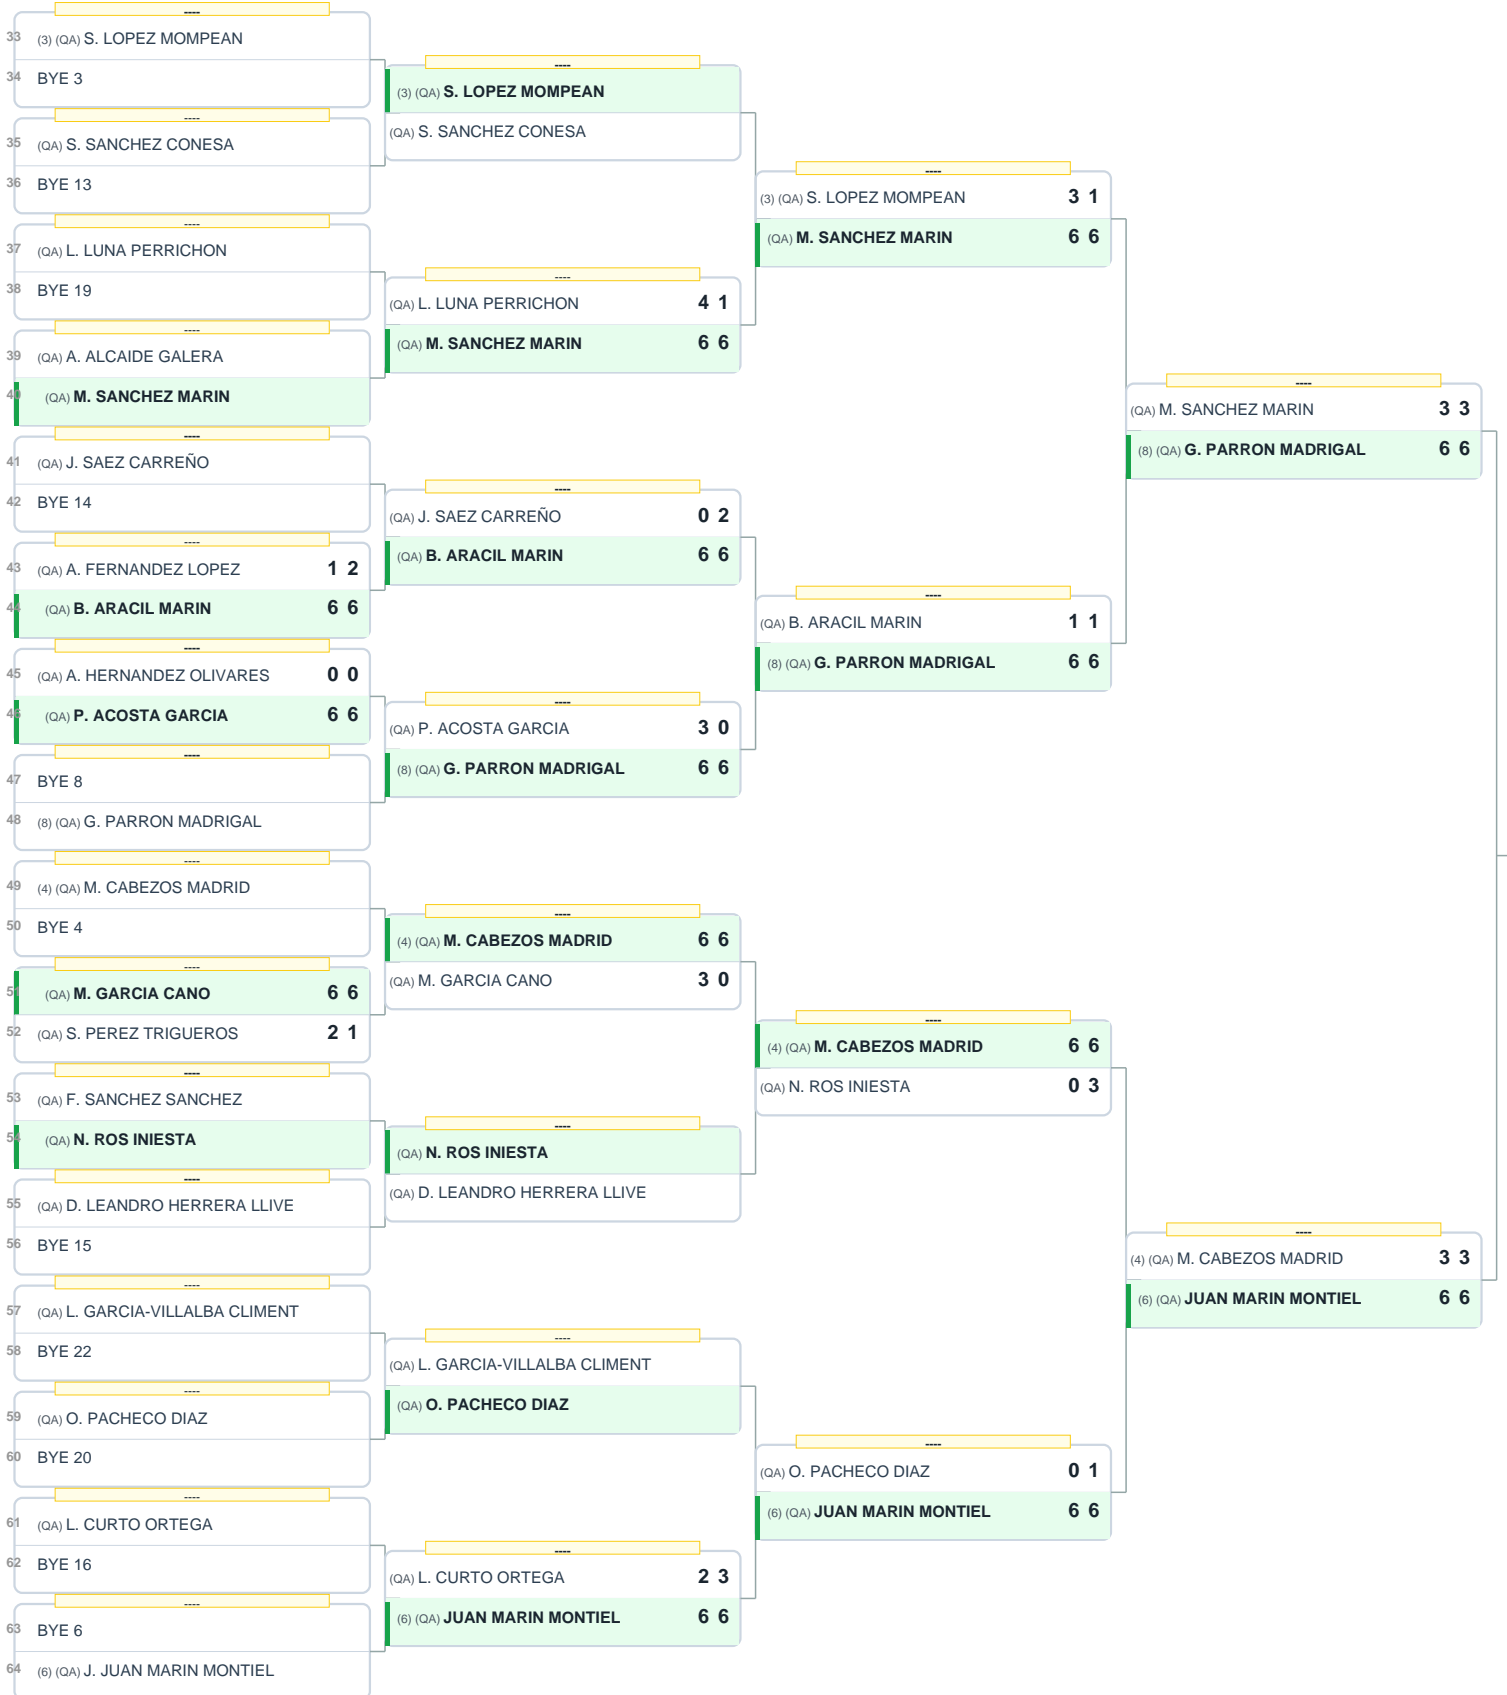 ----
33 (3) (QA) S. LOPEZ MOMPEAN
34 BYE 3
----
35 (QA) S. SANCHEZ CONESA
36 BYE 13
----
37 (QA) L. LUNA PERRICHON
38 BYE 19
----
39 (QA) A. ALCAIDE GALERA
40 (QA) M. SANCHEZ MARIN
----
41 (QA) J. SAEZ CARREÑO
42 BYE 14
----
43 (QA) A. FERNANDEZ LOPEZ 1 2
44 (QA) B. ARACIL MARIN 6 6
----
45 (QA) A. HERNANDEZ OLIVARES 0 0
46 (QA) P. ACOSTA GARCIA 6 6
----
47 BYE 8
48 (8) (QA) G. PARRON MADRIGAL
----
49 (4) (QA) M. CABEZOS MADRID
50 BYE 4
----
51 (QA) M. GARCIA CANO 6 6
52 (QA) S. PEREZ TRIGUEROS 2 1
----
53 (QA) F. SANCHEZ SANCHEZ
54 (QA) N. ROS INIESTA
----
55 (QA) D. LEANDRO HERRERA LLIVE
56 BYE 15
----
57 (QA) L. GARCIA-VILLALBA CLIMENT
58 BYE 22
----
59 (QA) O. PACHECO DIAZ
60 BYE 20
----
61 (QA) L. CURTO ORTEGA
62 BYE 16
----
63 BYE 6
64 (6) (QA) J. JUAN MARIN MONTIEL
----
(3) (QA) S. LOPEZ MOMPEAN
(QA) S. SANCHEZ CONESA
----
(QA) L. LUNA PERRICHON 4 1
(QA) M. SANCHEZ MARIN 6 6
----
(QA) J. SAEZ CARREÑO 0 2
(QA) B. ARACIL MARIN 6 6
----
(QA) P. ACOSTA GARCIA 3 0
(8) (QA) G. PARRON MADRIGAL 6 6
----
(4) (QA) M. CABEZOS MADRID 6 6
(QA) M. GARCIA CANO 3 0
----
(QA) N. ROS INIESTA
(QA) D. LEANDRO HERRERA LLIVE
----
(QA) L. GARCIA-VILLALBA CLIMENT
(QA) O. PACHECO DIAZ
----
(QA) L. CURTO ORTEGA 2 3
(6) (QA) JUAN MARIN MONTIEL 6 6
----
(3) (QA) S. LOPEZ MOMPEAN 3 1
(QA) M. SANCHEZ MARIN 6 6
----
(QA) B. ARACIL MARIN 1 1
(8) (QA) G. PARRON MADRIGAL 6 6
----
(4) (QA) M. CABEZOS MADRID 6 6
(QA) N. ROS INIESTA 0 3
----
(QA) O. PACHECO DIAZ 0 1
(6) (QA) JUAN MARIN MONTIEL 6 6
----
(QA) M. SANCHEZ MARIN 3 3
(8) (QA) G. PARRON MADRIGAL 6 6
----
(4) (QA) M. CABEZOS MADRID 3 3
(6) (QA) JUAN MARIN MONTIEL 6 6